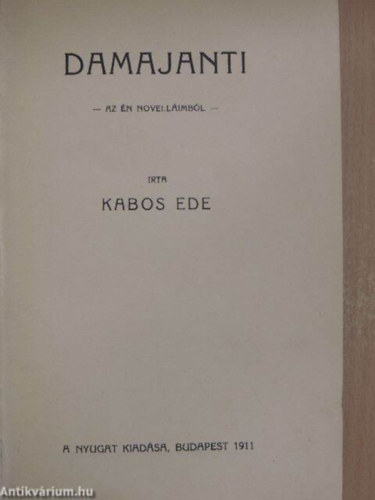 DAMAJANTI
— AZ ÉN NOVELLÁIMBÓL —
IRTA
KABOS EDE
A NYUGAT KIADÁSA, BUDAPEST 1911
Antikvárium.hu